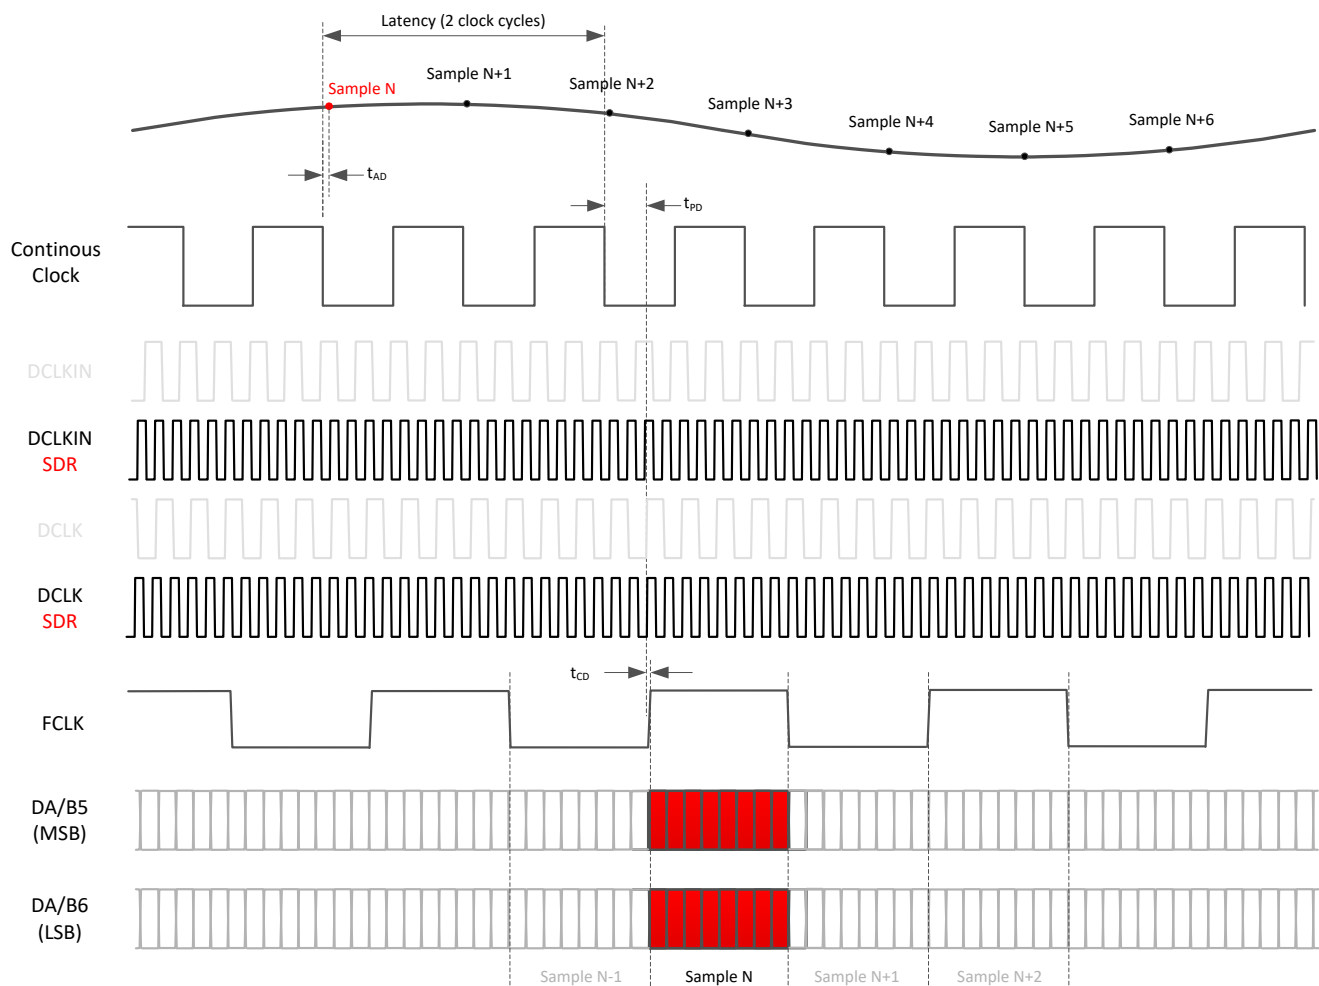 Latency (2 clock cycles)
Sample N
Sample N+1
Sample N+2
Sample N+3
Sample N+4
Sample N+5
Sample N+6
tAD
tPD
Continous
Clock
DCLKIN
DCLKIN
SDR
DCLK
DCLK
SDR
tCD
FCLK
DA/B5
(MSB)
DA/B6
(LSB)
Sample N-1
Sample N
Sample N+1
Sample N+2